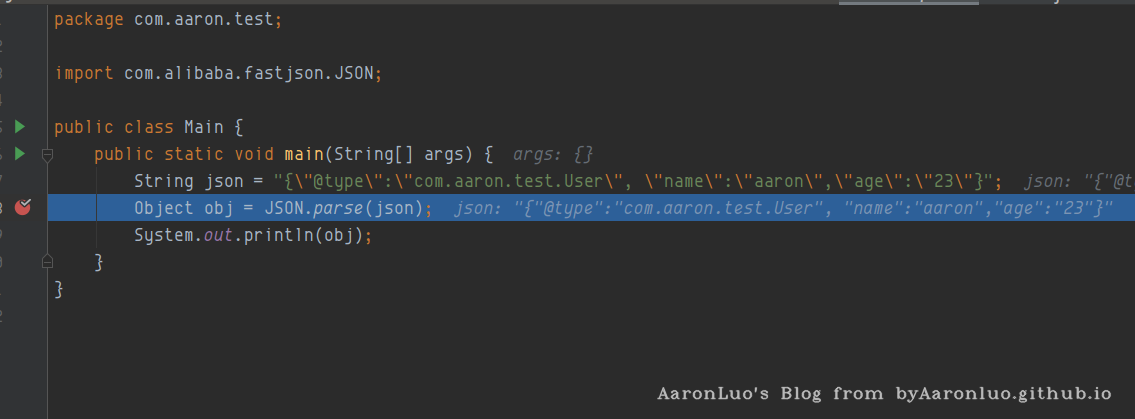 package com.aaron.test;
import com.alibaba.fastjson.JSON;
public class Main {
public static void main(String[] args) {  args: {}
String json = "{\"@type\":\"com.aaron.test.User\", \"name\":\"aaron\",\"age\":\"23\"}";  json: "{"@t
Object obj = JSON.parse(json);  json: "{"@type":"com.aaron.test.User", "name":"aaron","age":"23"}"
System.out.println(obj);
}
}
AaronLuo's Blog from byAaronluo.github.io